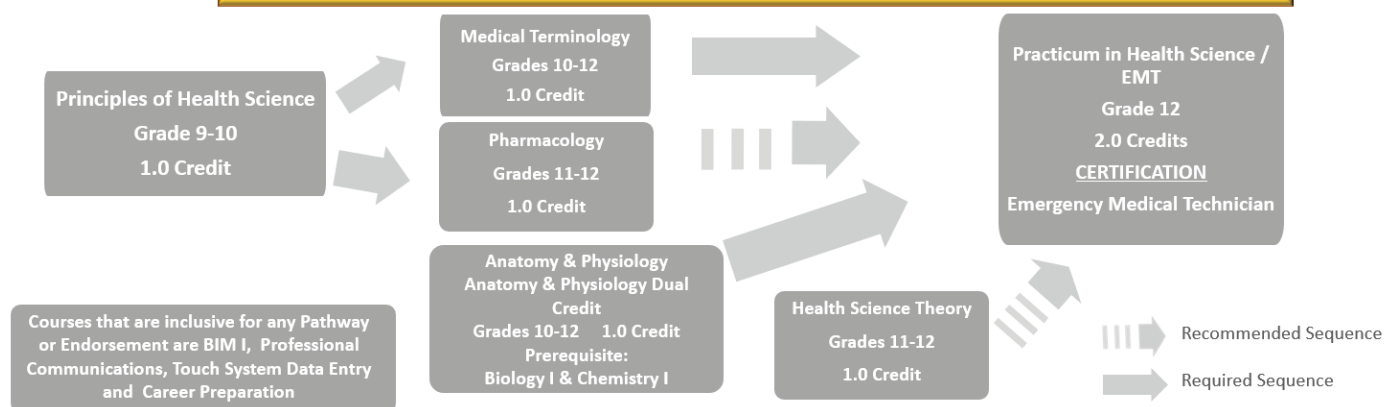 Principles of Health Science
Grade 9-10
1.0 Credit
Medical Terminology
Grades 10-12
1.0 Credit
Pharmacology
Grades 11-12
1.0 Credit
Anatomy & Physiology
Anatomy & Physiology Dual
Credit
Grades 10-12 1.0 Credit
Prerequisite:
Biology I & Chemistry I
Health Science Theory
Grades 11-12
1.0 Credit
Practicum in Health Science /
EMT
Grade 12
2.0 Credits
CERTIFICATION
Emergency Medical Technician
Courses that are inclusive for any Pathway
or Endorsement are BIM I, Professional
Communications, Touch System Data Entry
and Career Preparation
Recommended Sequence
Required Sequence